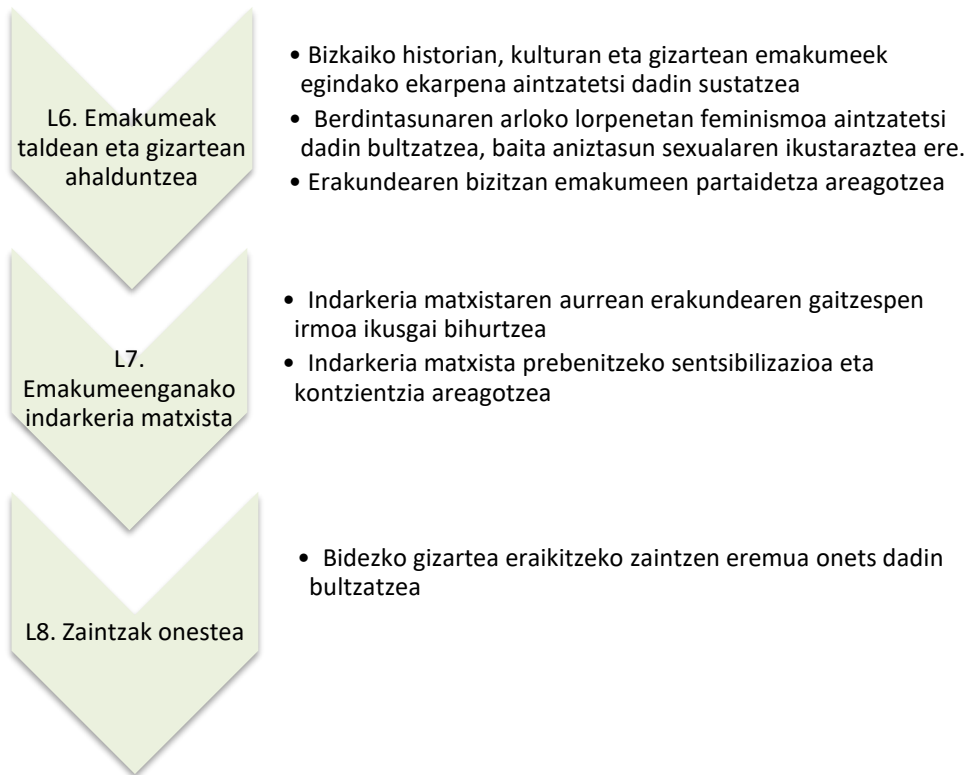 L6. Emakumeak
taldean eta gizartean
ahalduntzea
• Bizkaiko historian, kulturan eta gizartean emakumeek
egindako ekarpena aintzatetsi dadin sustatzea
• Berdintasunaren arloko lorpenetan feminismoa aintzatetsi
dadin bultzatzea, baita aniztasun sexualaren ikustaraztea ere.
• Erakundearen bizitzan emakumeen partaidetza areagotzea
L7.
Emakumeenganako
indarkeria matxista
• Indarkeria matxistaren aurrean erakundearen gaitzespen
irmoa ikusgai bihurtzea
• Indarkeria matxista prebenitzeko sentsibilizazioa eta
kontzientzia areagotzea
L8. Zaintzak onestea
• Bidezko gizartea eraikitzeko zaintzen eremua onets dadin
bultzatzea